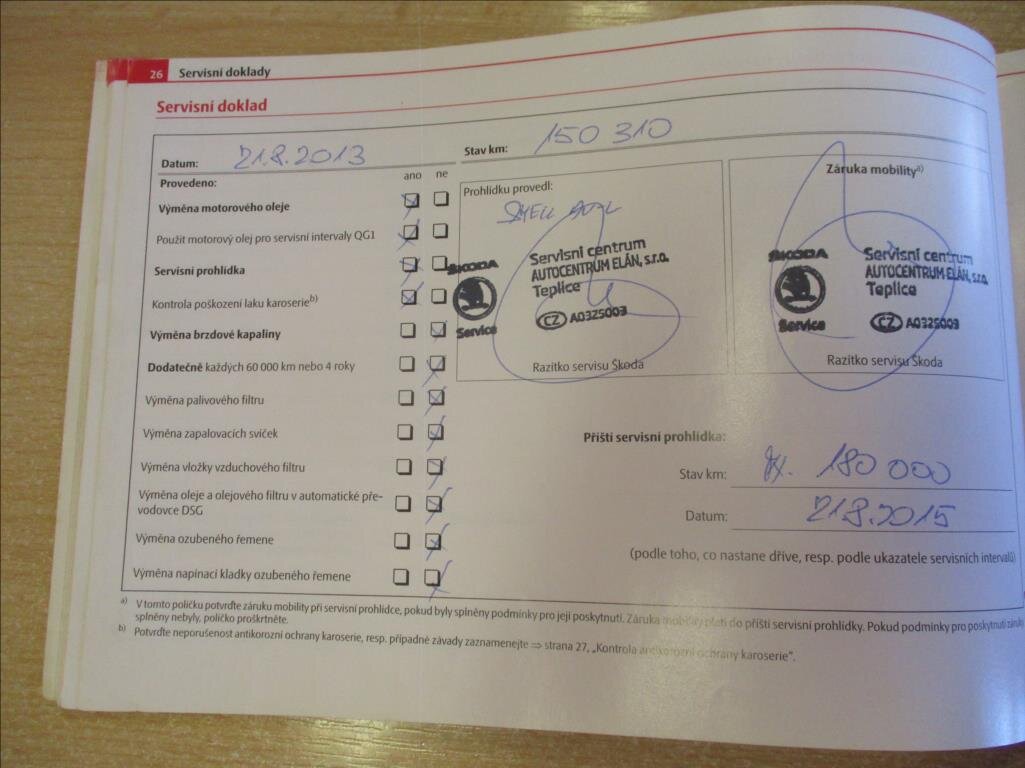 26 Servisní doklady
Servisní doklad
Datum: 21.8.2013
Stav km: 150 310
Provedeno: ano ne
Výměna motorového oleje
Použit motorový olej pro servisní intervaly QG1
Servisní prohlídka
Kontrola poškození laku karoserie b)
Výměna brzdové kapaliny
Dodatečně každých 60 000 km nebo 4 roky
Výměna palivového filtru
Výměna zapalovacích svíček
Výměna vložky vzduchového filtru
Výměna oleje a olejového filtru v automatické pře-
vodovce DSG
Výměna ozubeného řemene
Výměna napínací kladky ozubeného řemene
Prohlídku provedl:
SHELL
ŠKODA
Service
Servisní centrum
AUTOCENTRUM ELÁN, s.r.o.
Teplice
CZ A0325003
Razítko servisu Škoda
Záruka mobility a)
ŠKODA
Service
Servisní centrum
AUTOCENTRUM ELÁN, s.r.o.
Teplice
CZ A0325003
Razítko servisu Škoda
Příští servisní prohlídka:
Stav km: 180 000
Datum: 21.8.2015
(podle toho, co nastane dříve, resp. podle ukazatele servisních intervalů)
a) V tomto políčku potvrďte záruku mobility při servisní prohlídce, pokud byly splněny podmínky pro její poskytnutí. Záruka mobility platí do příští servisní prohlídky. Pokud podmínky pro poskytnutí záruky
splněny nebyly, políčko proškrtněte.
b) Potvrďte neporušenost antikorozní ochrany karoserie, resp. případné závady zaznamenejte ⇒ strana 27, „Kontrola antikorozní ochrany karoserie“.